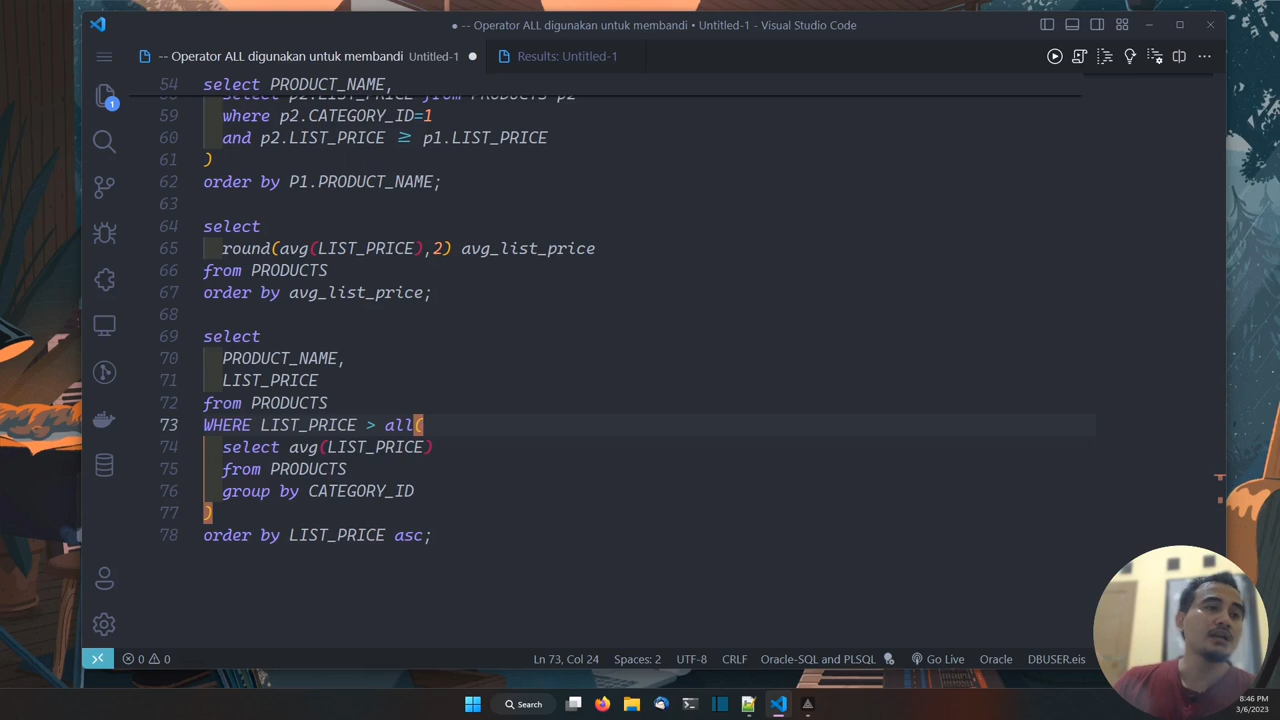 ● -- Operator ALL digunakan untuk membandi • Untitled-1 - Visual Studio Code
-- Operator ALL digunakan untuk membandi Untitled-1 ●
Results: Untitled-1
54 select PRODUCT_NAME,
58 select p2.LIST_PRICE from PRODUCTS p2
59 where p2.CATEGORY_ID=1
60 and p2.LIST_PRICE ≥ p1.LIST_PRICE
61 )
62 order by P1.PRODUCT_NAME;
63
64 select
65 round(avg(LIST_PRICE),2) avg_list_price
66 from PRODUCTS
67 order by avg_list_price;
68
69 select
70 PRODUCT_NAME,
71 LIST_PRICE
72 from PRODUCTS
73 WHERE LIST_PRICE > all(
74 select avg(LIST_PRICE)
75 from PRODUCTS
76 group by CATEGORY_ID
77 )
78 order by LIST_PRICE asc;
1
0 0 Ln 73, Col 24 Spaces: 2 UTF-8 CRLF Oracle-SQL and PLSQL Go Live Oracle DBUSER.eis
Search
8:46 PM
3/6/2023